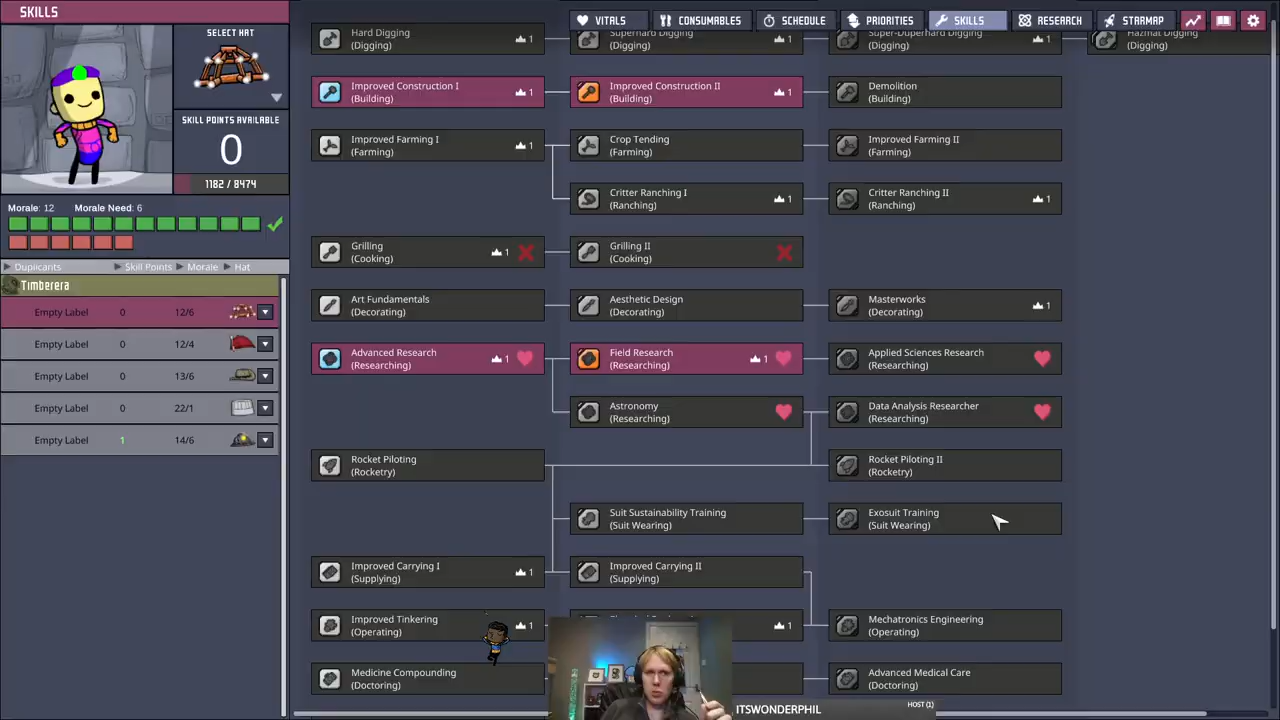 SKILLS
VITALS
CONSUMABLES
SCHEDULE
PRIORITIES
SKILLS
RESEARCH
STARMAP
SELECT HAT
SKILL POINTS AVAILABLE
0
1182 / 8474
Morale: 12 Morale Need: 6
Duplicants
Skill Points
Morale
Hat
Timberera
Empty Label 0 12/6
Empty Label 0 12/4
Empty Label 0 13/6
Empty Label 0 22/1
Empty Label 1 14/6
Hard Digging
(Digging)
1
Superhard Digging
(Digging)
1
Super-Duperhard Digging
(Digging)
1
Hazmat Digging
(Digging)
Improved Construction I
(Building)
1
Improved Construction II
(Building)
1
Demolition
(Building)
Improved Farming I
(Farming)
1
Crop Tending
(Farming)
Improved Farming II
(Farming)
Critter Ranching I
(Ranching)
1
Critter Ranching II
(Ranching)
1
Grilling
(Cooking)
1
Grilling II
(Cooking)
Art Fundamentals
(Decorating)
Aesthetic Design
(Decorating)
Masterworks
(Decorating)
1
Advanced Research
(Researching)
1
Field Research
(Researching)
1
Applied Sciences Research
(Researching)
Astronomy
(Researching)
Data Analysis Researcher
(Researching)
Rocket Piloting
(Rocketry)
Rocket Piloting II
(Rocketry)
Suit Sustainability Training
(Suit Wearing)
Exosuit Training
(Suit Wearing)
Improved Carrying I
(Supplying)
1
Improved Carrying II
(Supplying)
Improved Tinkering
(Operating)
1
1
Mechatronics Engineering
(Operating)
Medicine Compounding
(Doctoring)
Advanced Medical Care
(Doctoring)
ITSWONDERPHIL
HOST (1)